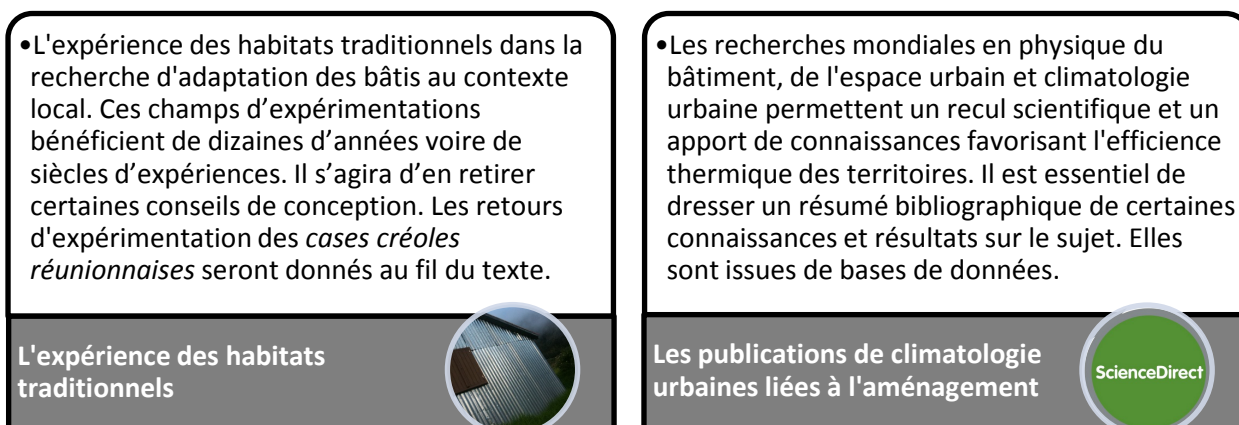 •L'expérience des habitats traditionnels dans la
recherche d'adaptation des bâtis au contexte
local. Ces champs d’expérimentations
bénéficient de dizaines d’années voire de
siècles d’expériences. Il s’agira d’en retirer
certaines conseils de conception. Les retours
d'expérimentation des cases créoles
réunionnaises seront donnés au fil du texte.
L'expérience des habitats
traditionnels
•Les recherches mondiales en physique du
bâtiment, de l'espace urbain et climatologie
urbaine permettent un recul scientifique et un
apport de connaissances favorisant l'efficience
thermique des territoires. Il est essentiel de
dresser un résumé bibliographique de certaines
connaissances et résultats sur le sujet. Elles
sont issues de bases de données.
Les publications de climatologie
urbaines liées à l'aménagement
ScienceDirect